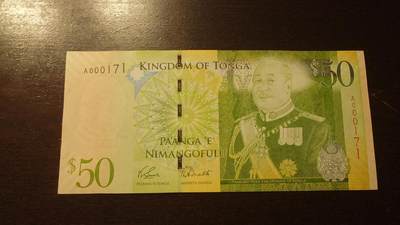 KINGDOM OF TONGA
A000171
$50
A000171
PA'ANGA 'E'
NIMANGOFULU
$50